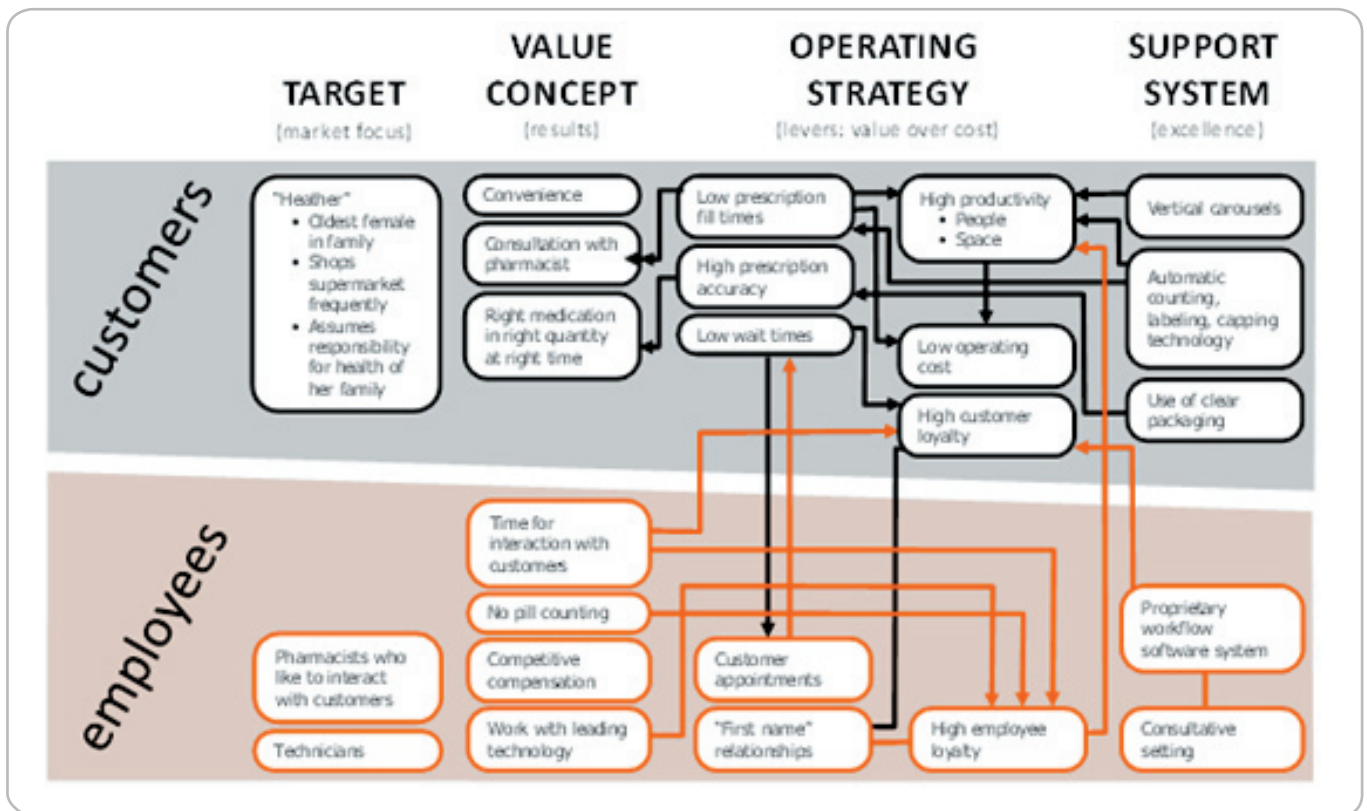 TARGET
(market focus)
VALUE
CONCEPT
(results)
OPERATING
STRATEGY
(levers; value over cost)
SUPPORT
SYSTEM
(excellence)
customers
"Heather"
• Oldest female
in family
• Shops
supermarket
frequently
• Assumes
responsibility
for health of
her family
Convenience
Consultation with
pharmacist
Right medication
in right quantity
at right time
Low prescription
fill times
High prescription
accuracy
Low wait times
High productivity
• People
• Space
Low operating
cost
High customer
loyalty
Vertical carousels
Automatic
counting,
labeling, capping
technology
Use of clear
packaging
employees
Pharmacists who
like to interact
with customers
Technicians
Time for
interaction with
customers
No pill counting
Competitive
compensation
Work with leading
technology
Customer
appointments
"First name"
relationships
High employee
loyalty
Proprietary
workflow
software system
Consultative
setting